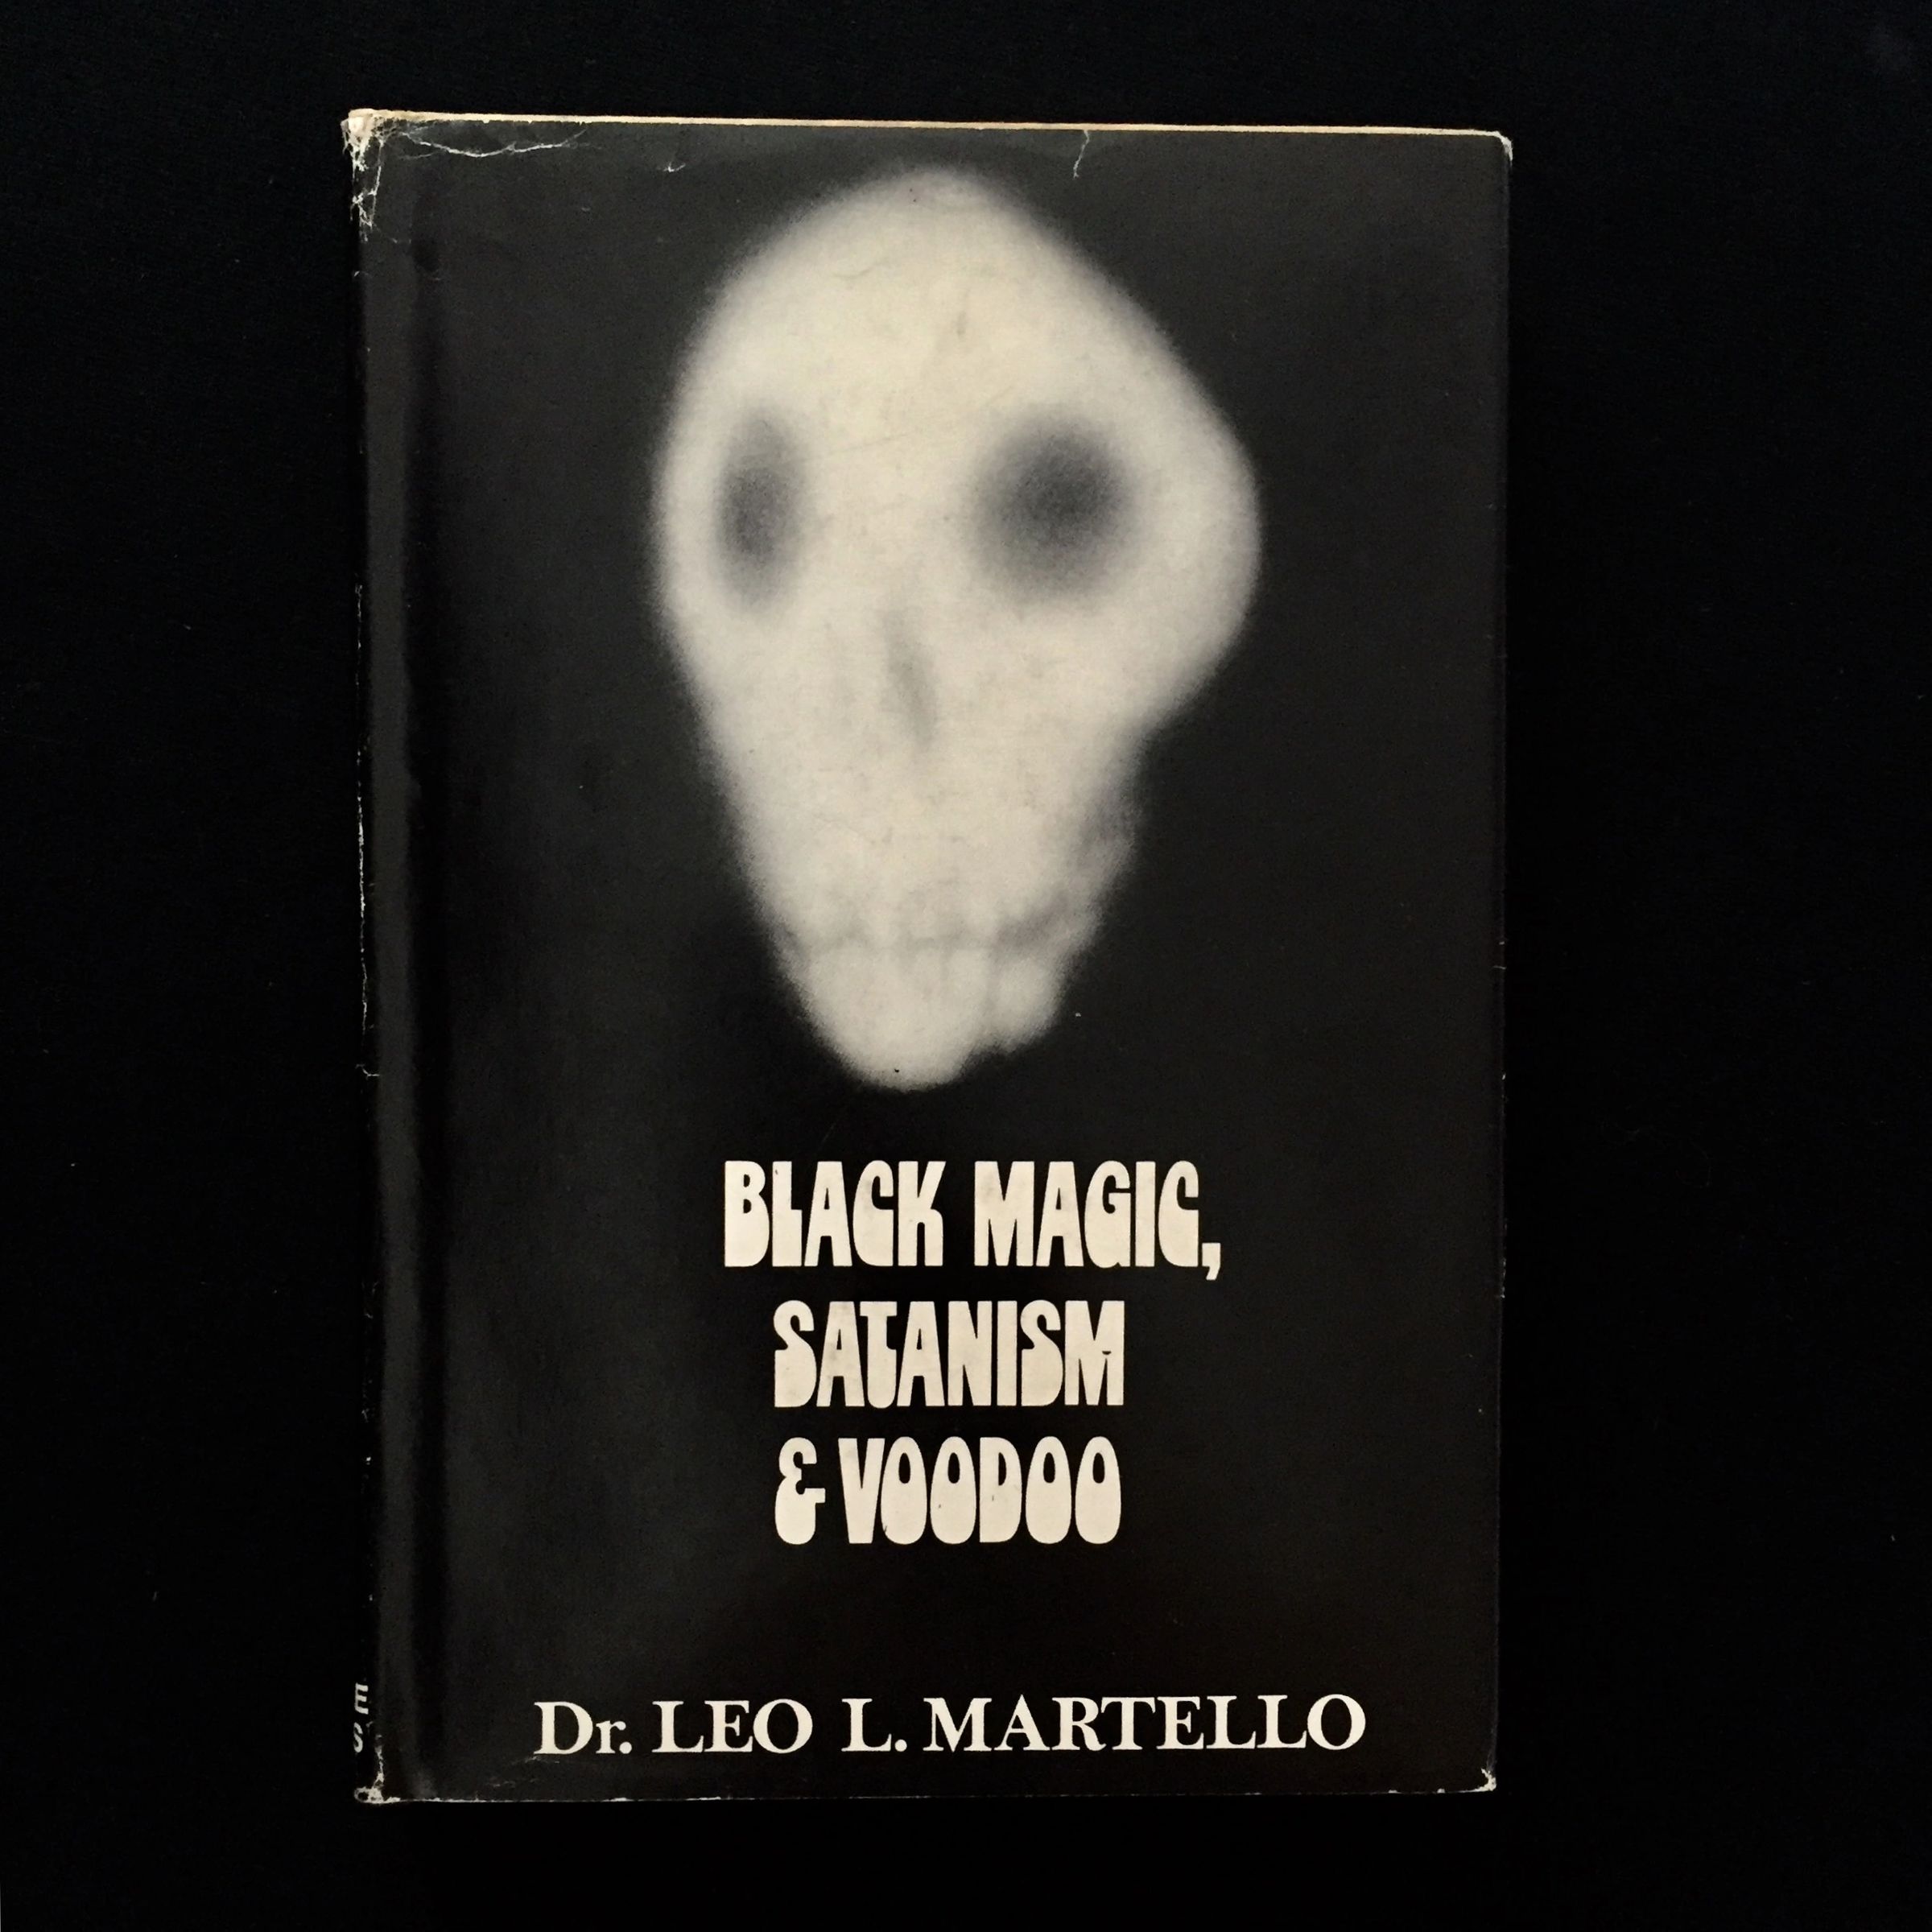 BLACK MAGIC,
SATANISM
& VOODOO
Dr. LEO L. MARTELLO
E
S